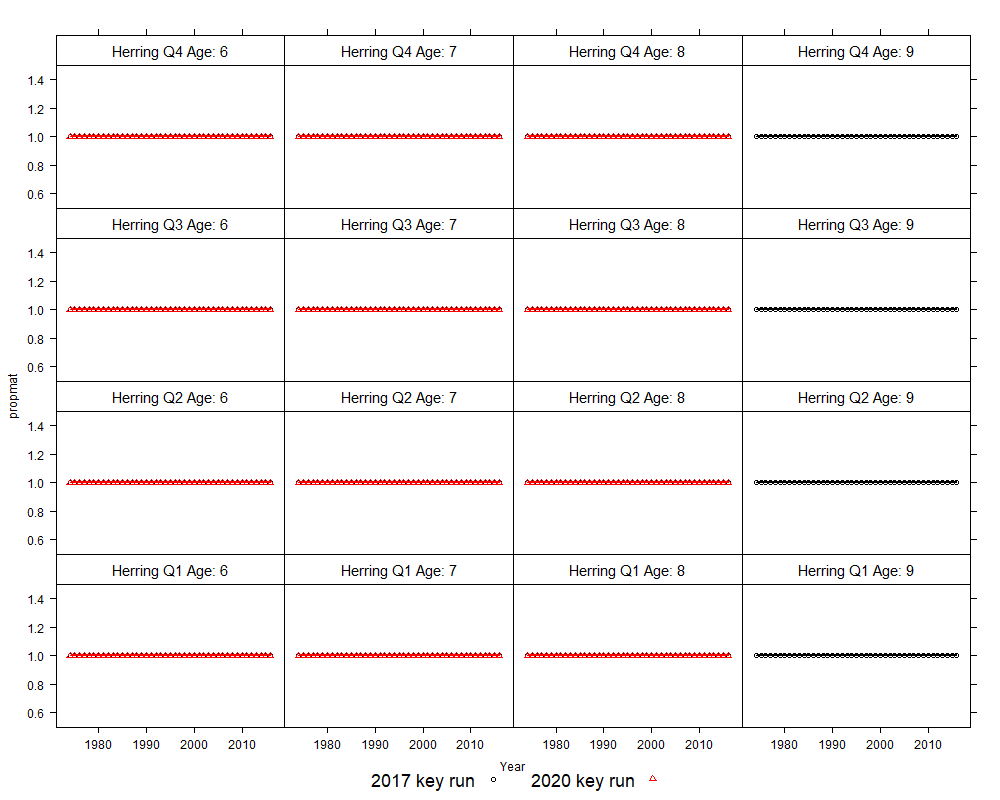 Herring Q4 Age: 6 Herring Q4 Age: 7 Herring Q4 Age: 8 Herring Q4 Age: 9
1.4
1.2
1.0
0.8
0.6
Herring Q3 Age: 6 Herring Q3 Age: 7 Herring Q3 Age: 8 Herring Q3 Age: 9
1.4
1.2
1.0
0.8
0.6
propmat
Herring Q2 Age: 6 Herring Q2 Age: 7 Herring Q2 Age: 8 Herring Q2 Age: 9
1.4
1.2
1.0
0.8
0.6
Herring Q1 Age: 6 Herring Q1 Age: 7 Herring Q1 Age: 8 Herring Q1 Age: 9
1.4
1.2
1.0
0.8
0.6
1980 1990 2000 2010 1980 1990 2000 2010 1980 1990 2000 2010 1980 1990 2000 2010
Year
2017 key run 2020 key run